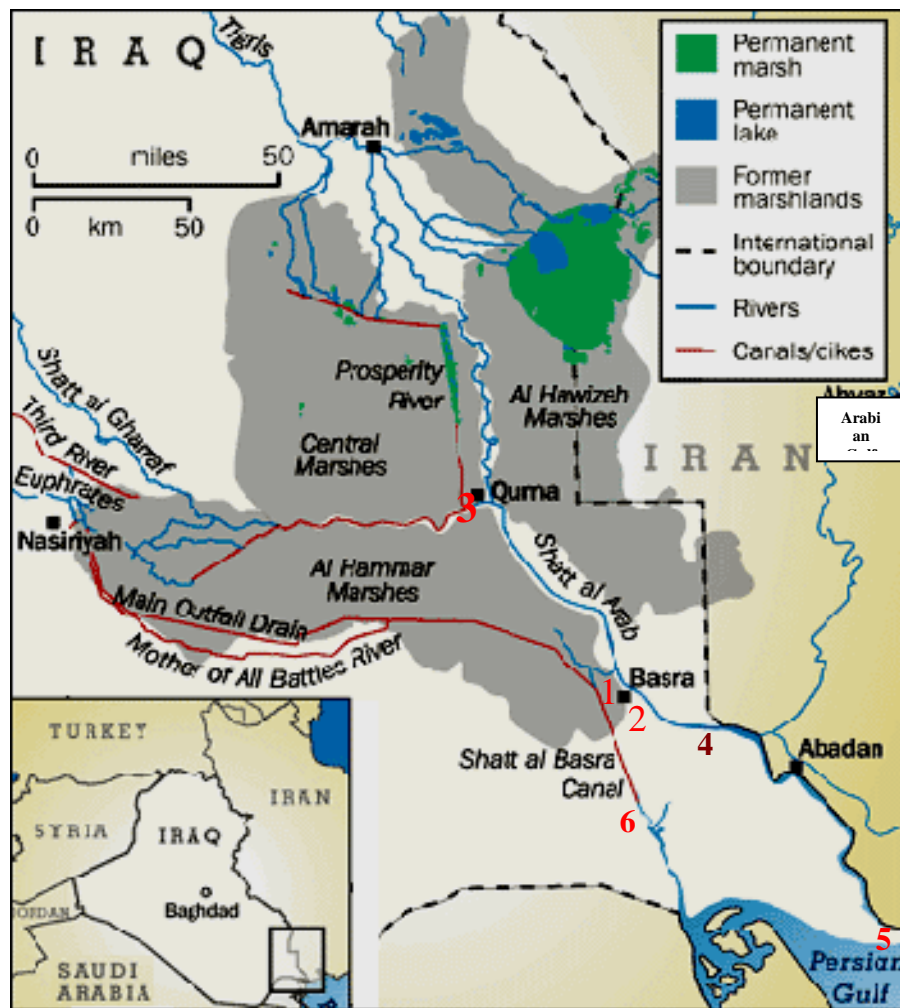 IRAQ
Tigris
Amarah
0 miles 50
0 km 50
Permanent
marsh
Permanent
lake
Former
marshlands
International
boundary
Rivers
Canals/cikes
Shatt al Gharraf
Third River
Euphrates
Nasiriyah
Prosperity
River
Central
Marshes
Al Hawizeh
Marshes
Arabi
an
IRAN
3
Qurna
Al Hammar
Marshes
Shatt al Arab
Main Outfall Drain
Mother of All Battles River
1
Basra
2
4
Abadan
Shatt al Basra
Canal
6
5
Persian
Gulf
TURKEY
SYRIA
IRAN
IRAQ
Baghdad
JORDAN
SAUDI
ARABIA